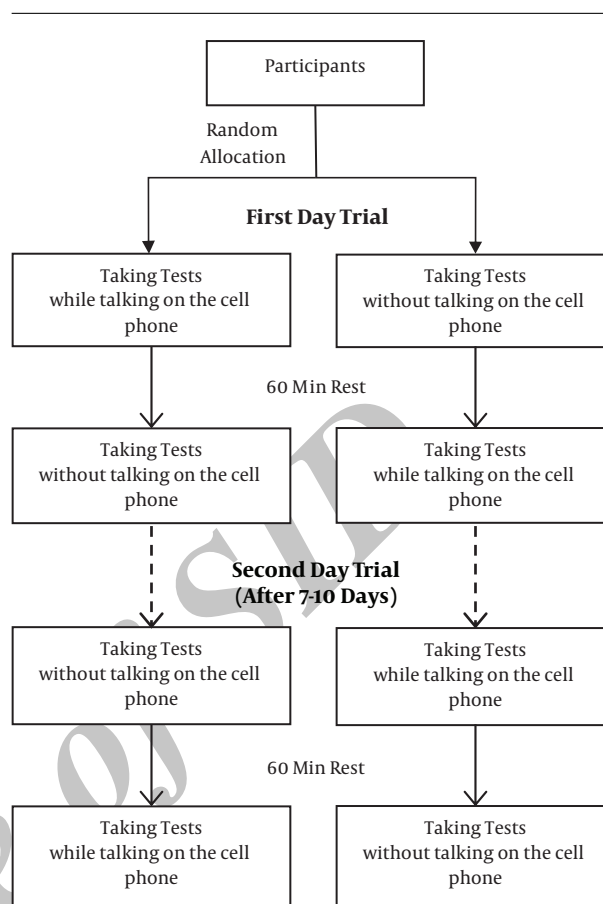 Participants
Random
Allocation
First Day Trial
Taking Tests
while talking on the cell
phone
Taking Tests
without talking on the cell
phone
60 Min Rest
Taking Tests
without talking on the cell
phone
Taking Tests
while talking on the cell
phone
Second Day Trial
(After 7-10 Days)
Taking Tests
without talking on the cell
phone
Taking Tests
while talking on the cell
phone
60 Min Rest
Taking Tests
while talking on the cell
phone
Taking Tests
without talking on the cell
phone
of SID